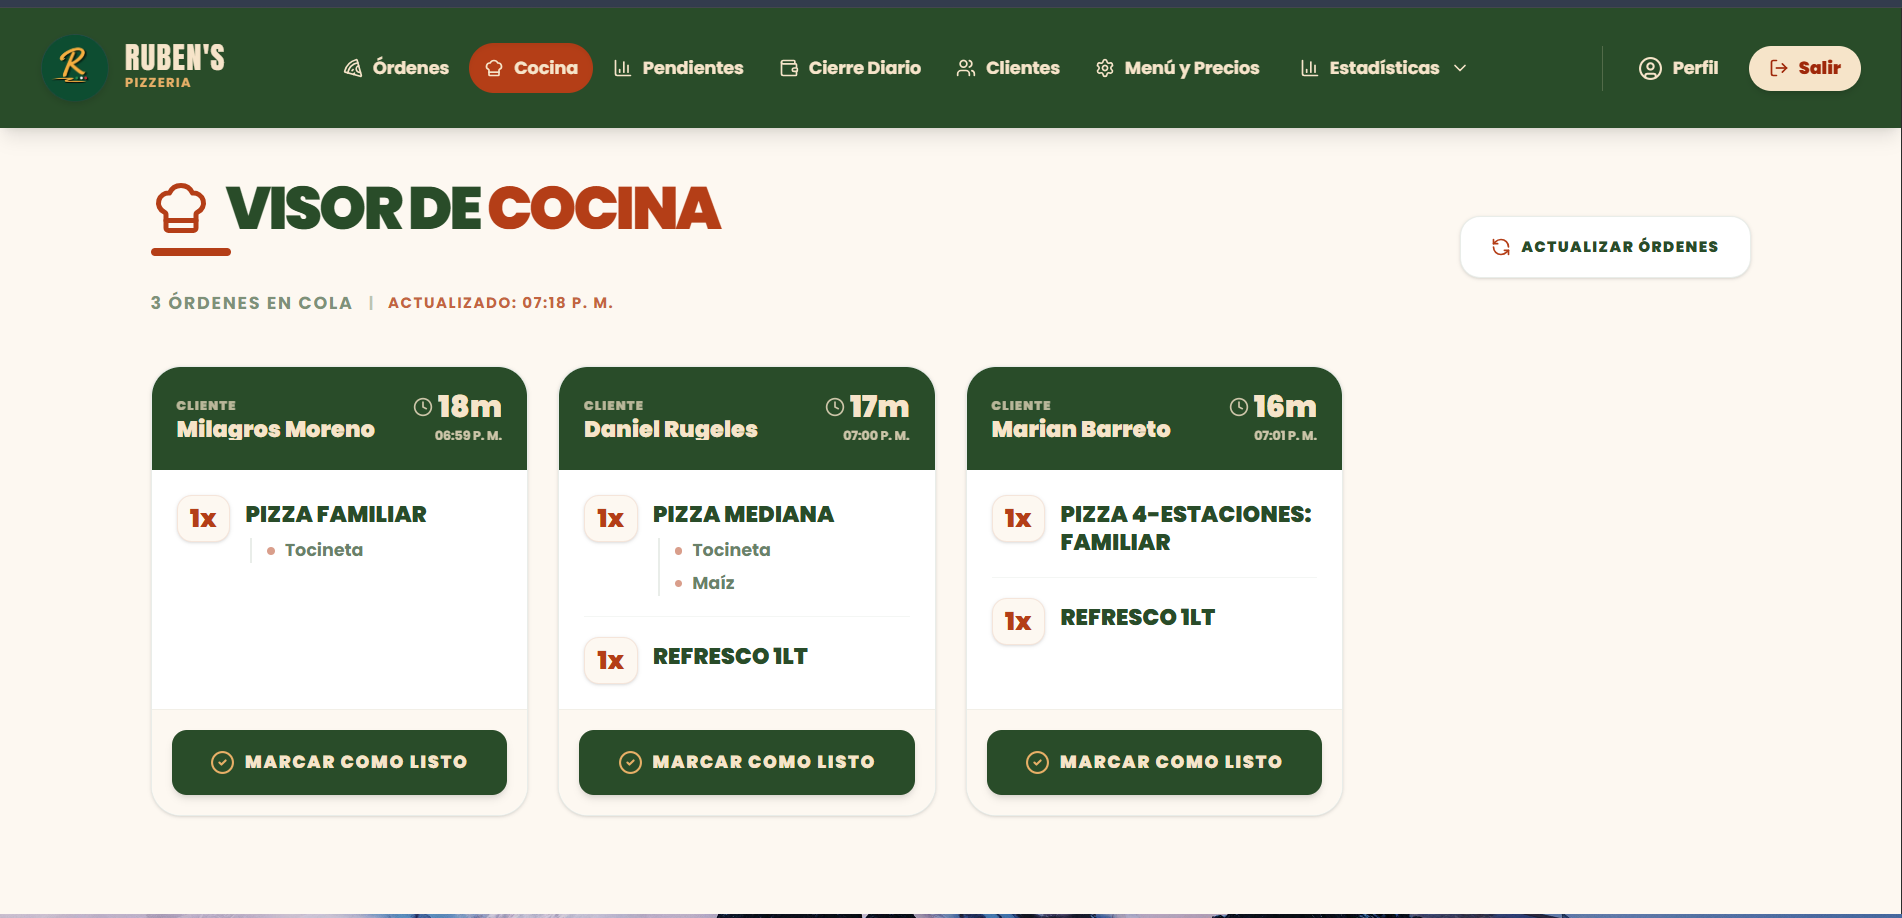 R
RUBEN'S
PIZZERIA
Órdenes
Cocina
Pendientes
Cierre Diario
Clientes
Menú y Precios
Estadísticas
Perfil
Salir
VISOR DE COCINA
ACTUALIZAR ÓRDENES
3 ÓRDENES EN COLA | ACTUALIZADO: 07:18 P. M.
CLIENTE
Milagros Moreno
18m
06:59 P. M.
1x PIZZA FAMILIAR
Tocineta
MARCAR COMO LISTO
CLIENTE
Daniel Rugeles
17m
07:00 P. M.
1x PIZZA MEDIANA
Tocineta
Maíz
1x REFRESCO 1LT
MARCAR COMO LISTO
CLIENTE
Marian Barreto
16m
07:01 P. M.
1x PIZZA 4-ESTACIONES:
FAMILIAR
1x REFRESCO 1LT
MARCAR COMO LISTO